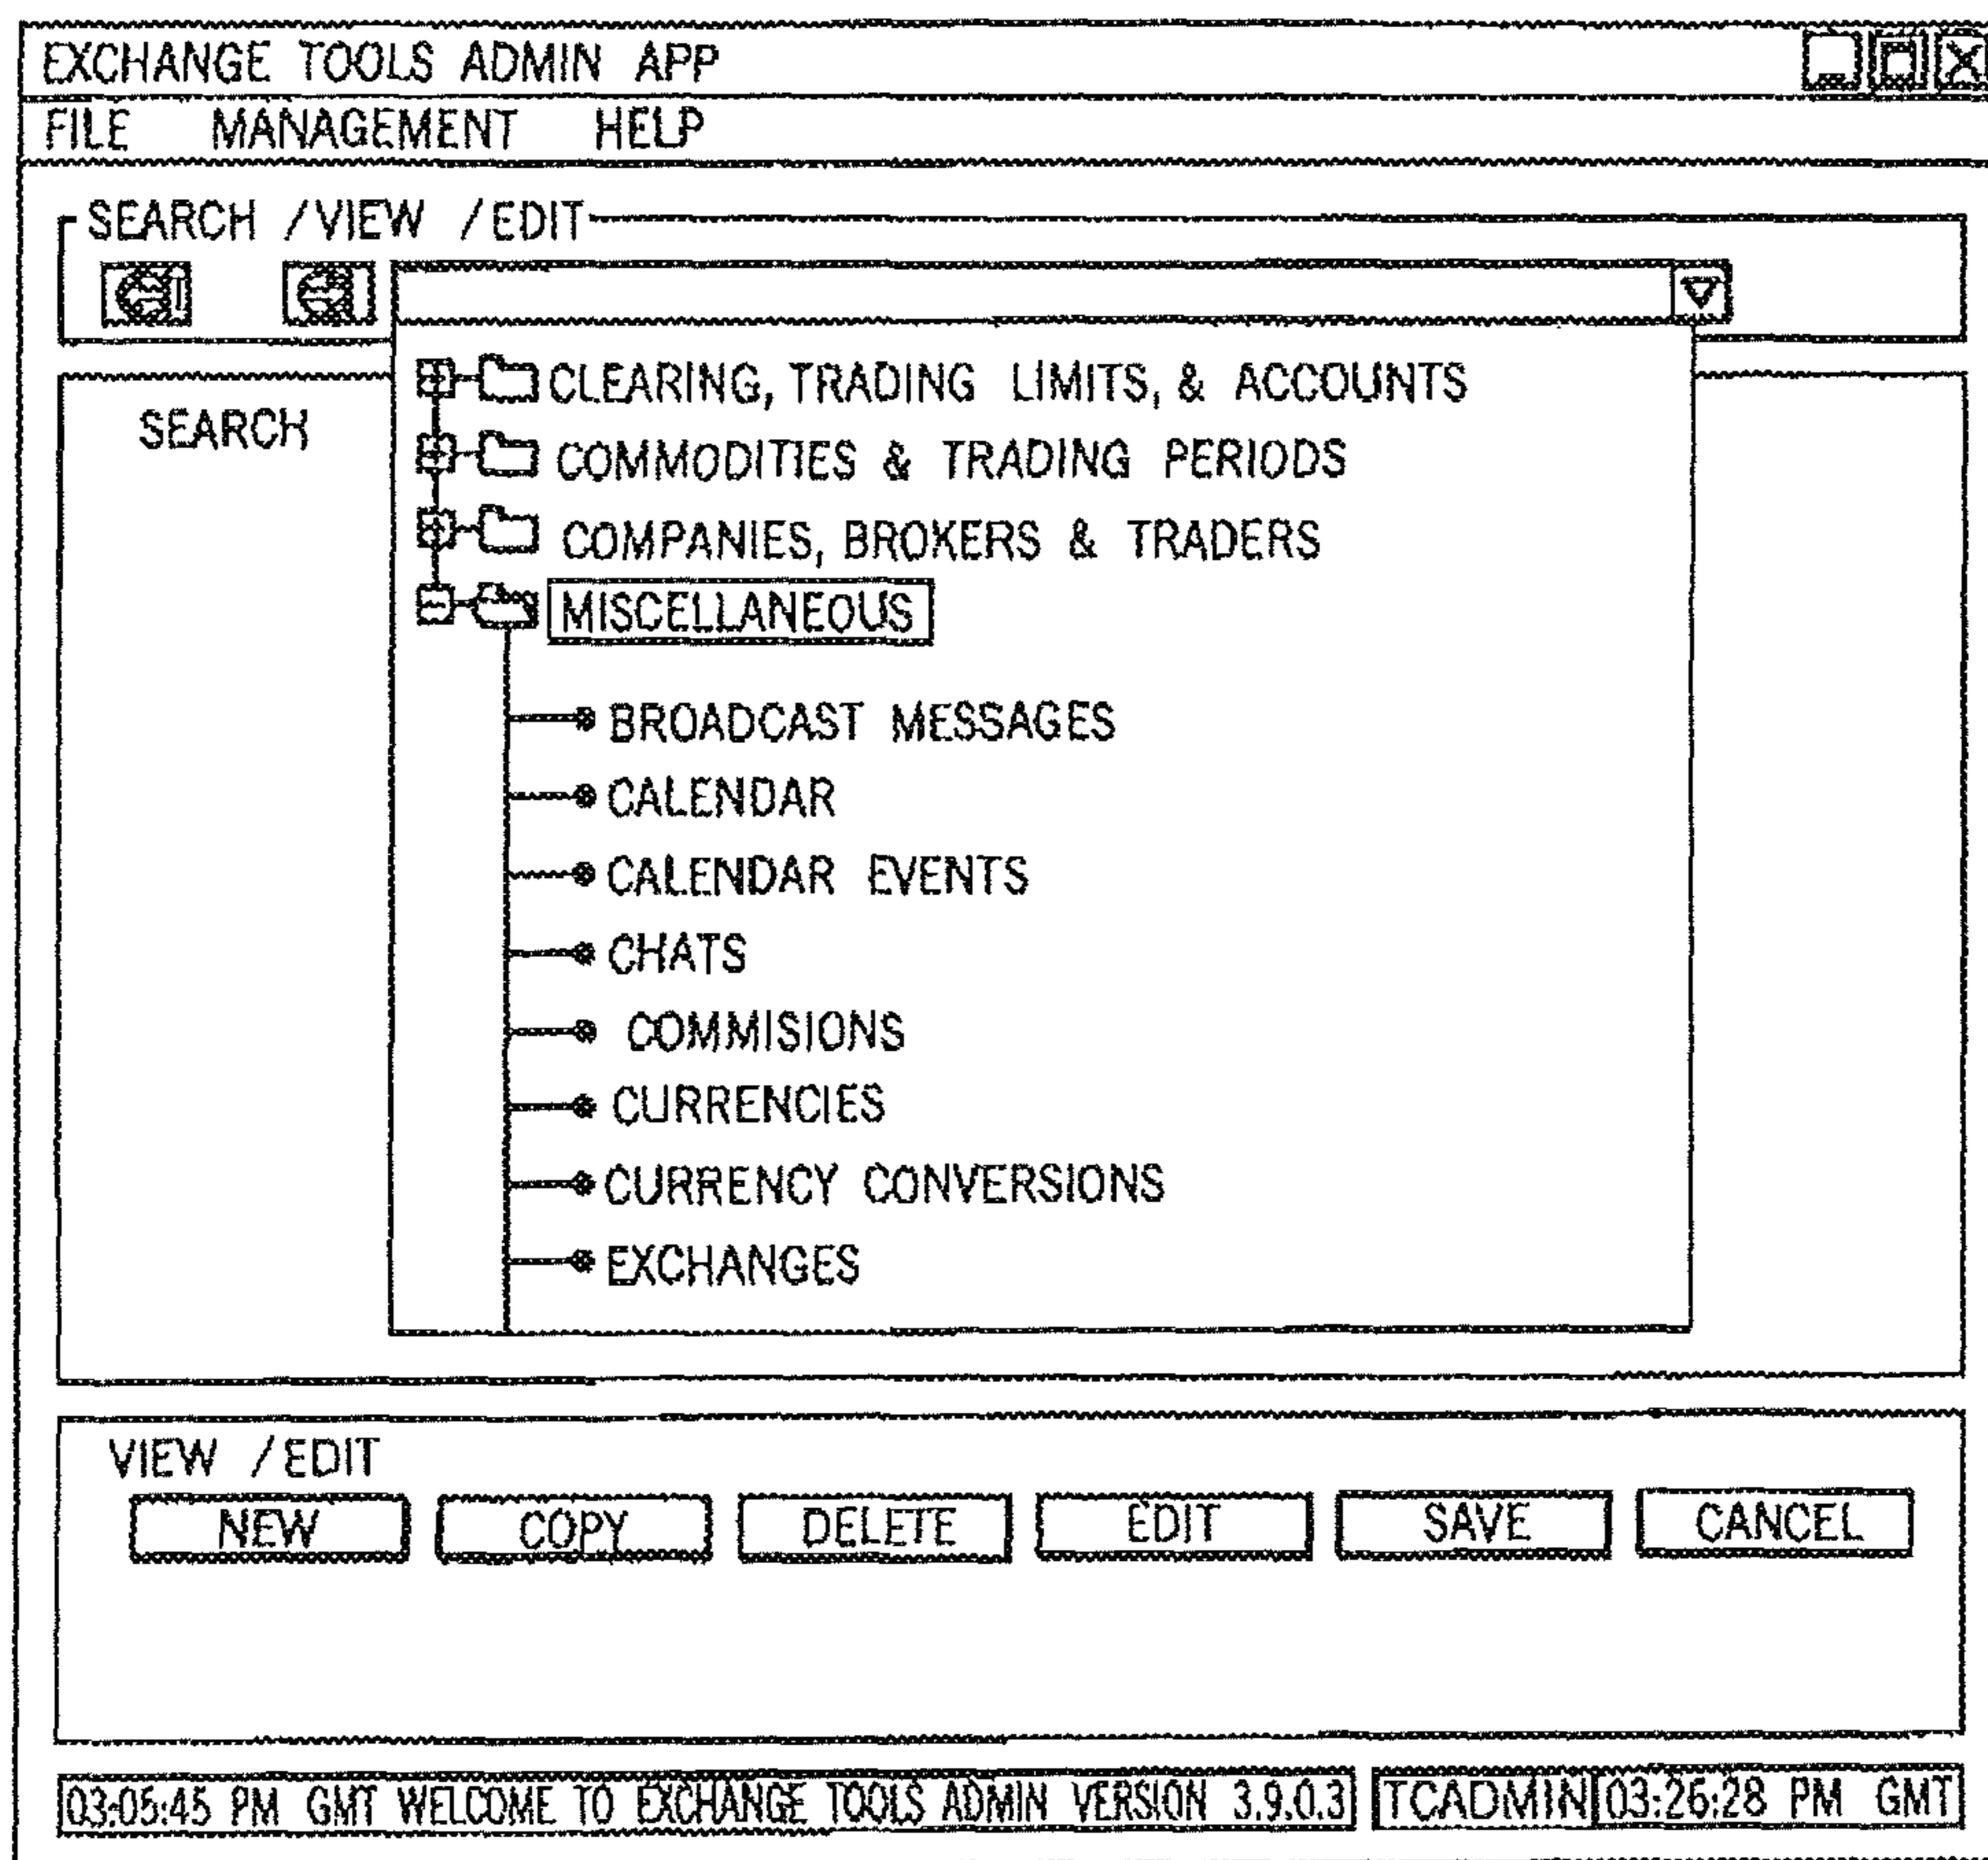 EXCHANGE TOOLS ADMIN APP
FILE MANAGEMENT HELP
SEARCH /VIEW /EDIT
CLEARING, TRADING LIMITS, & ACCOUNTS
SEARCH
COMMODITIES & TRADING PERIODS
COMPANIES, BROKERS & TRADERS
MISCELLANEOUS
BROADCAST MESSAGES
CALENDAR
CALENDAR EVENTS
CHATS
COMMISIONS
CURRENCIES
CURRENCY CONVERSIONS
EXCHANGES
VIEW /EDIT
NEW COPY DELETE EDIT SAVE CANCEL
03:05:45 PM GMT WELCOME TO EXCHANGE TOOLS ADMIN VERSION 3.9.0.3 TCADMIN 03:26:28 PM GMT